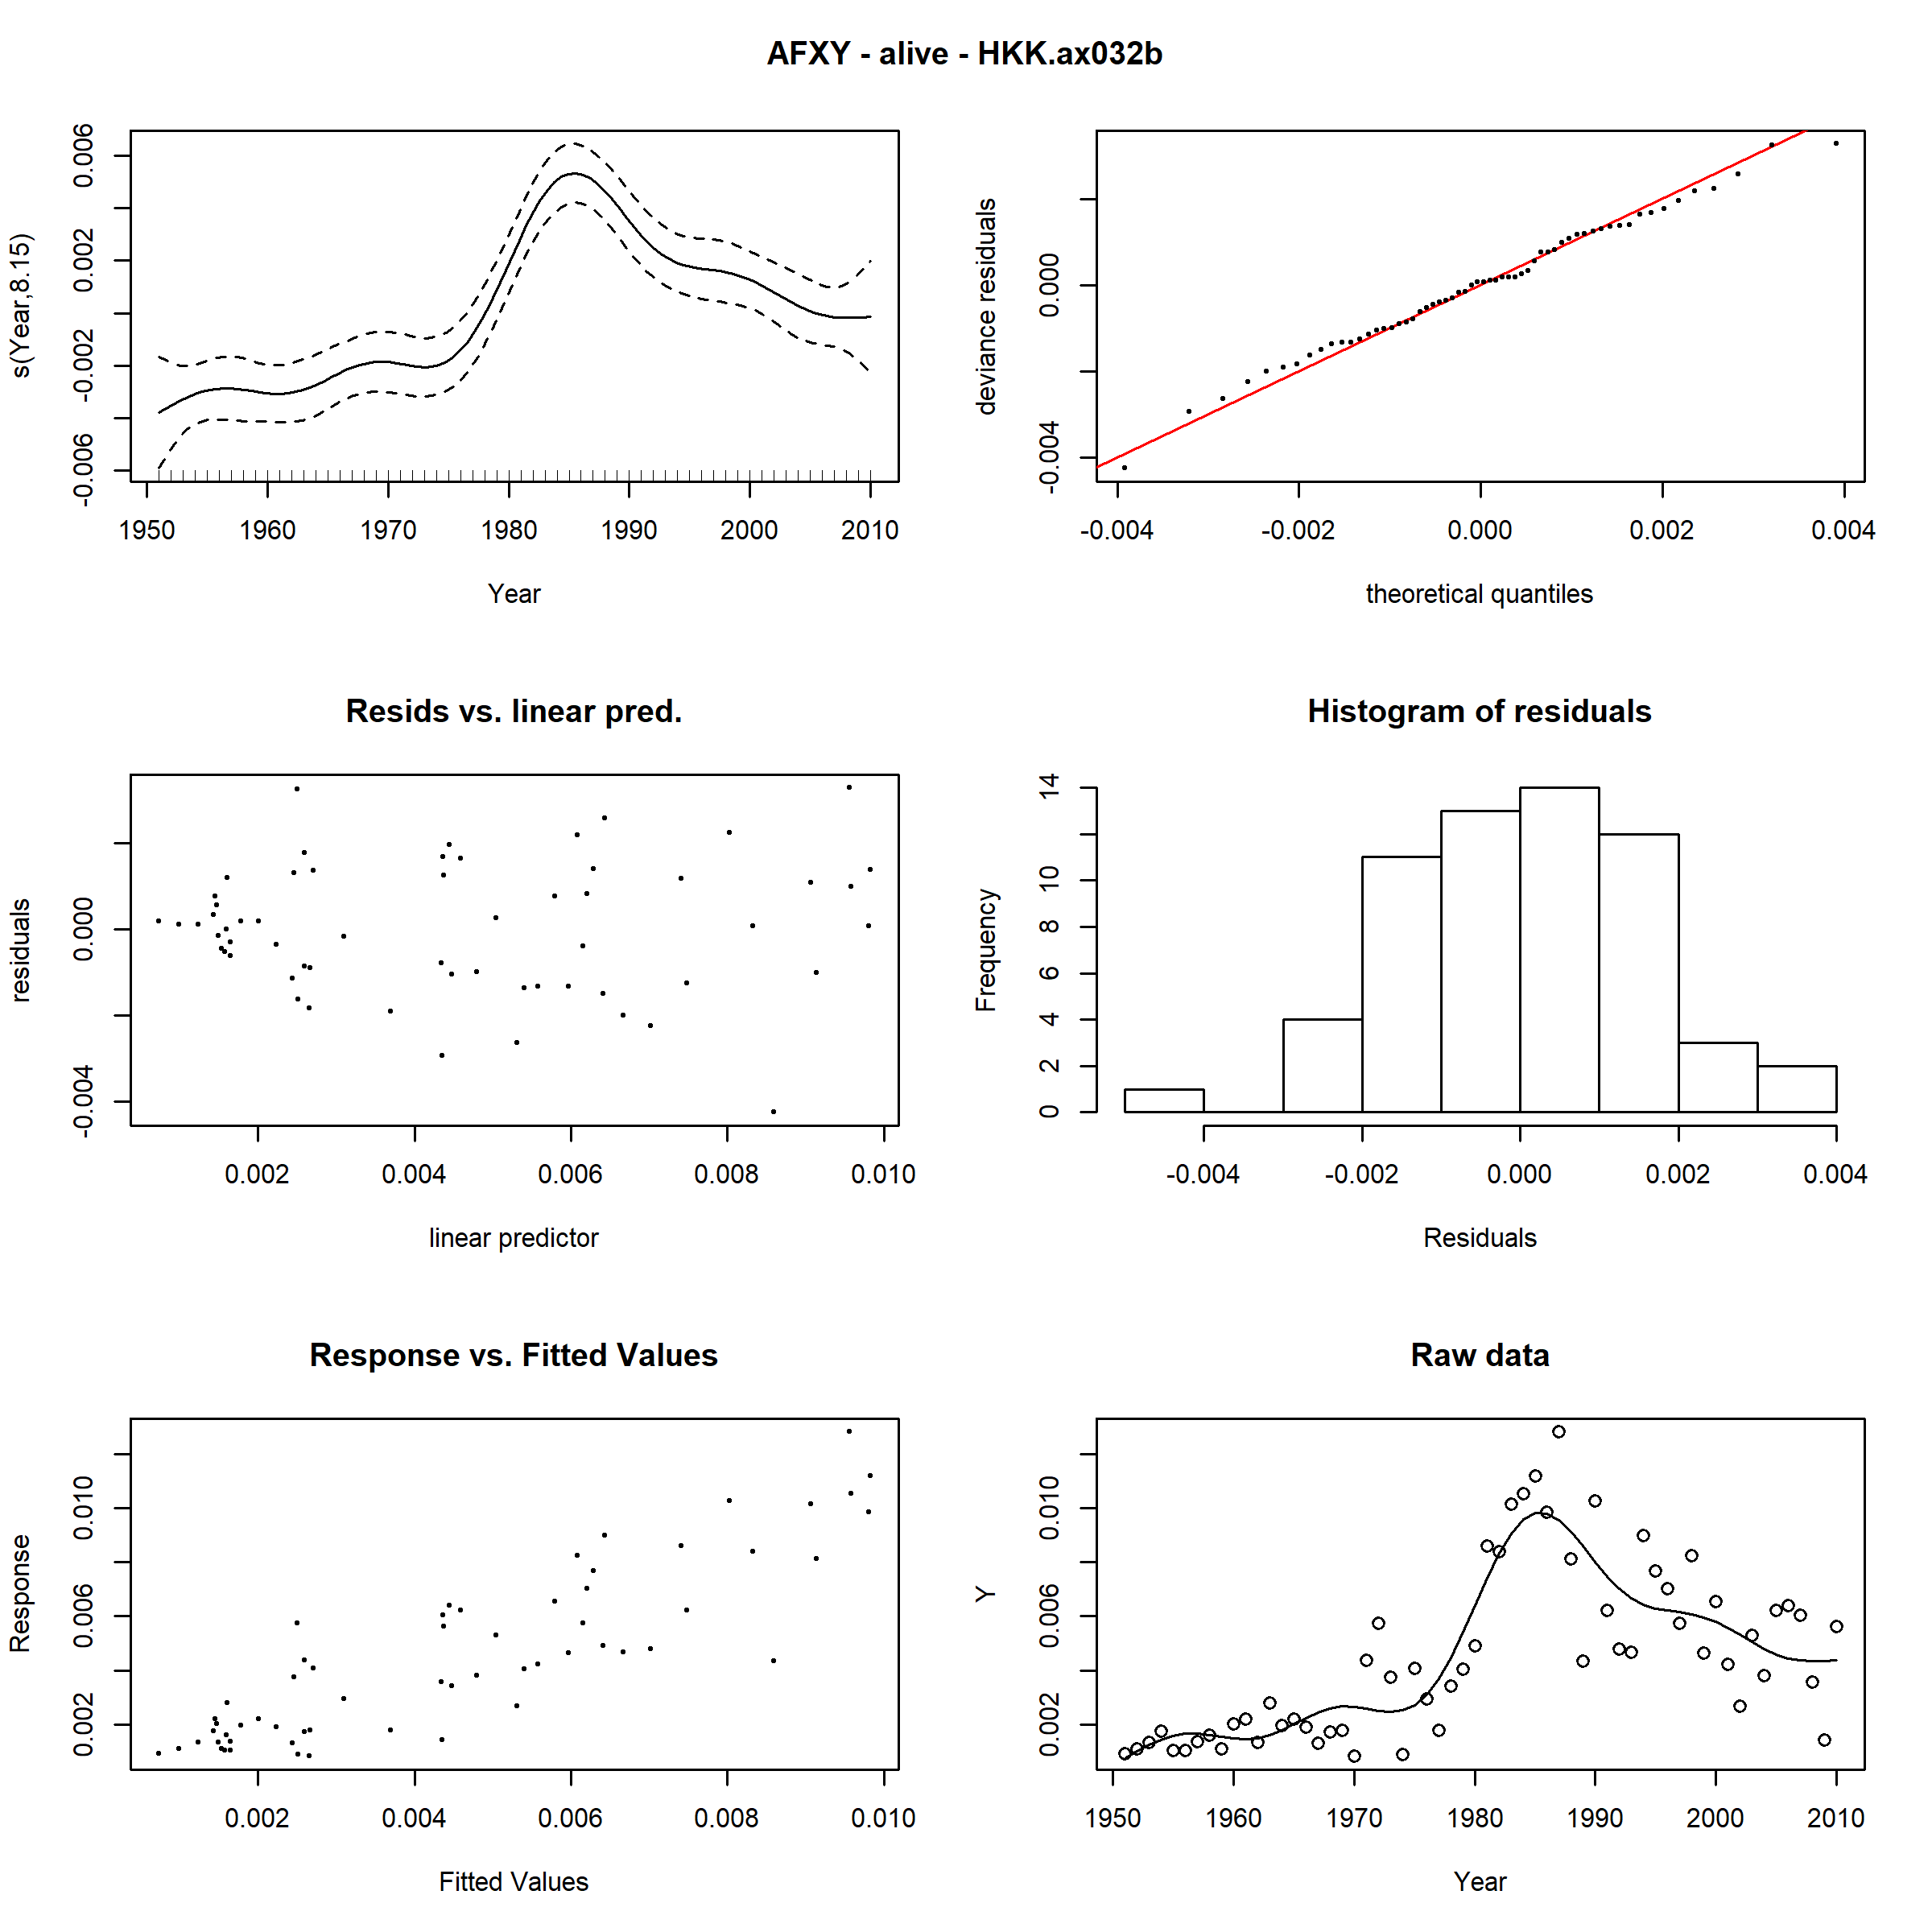 AFXY - alive - HKK.ax032b
s(Year,8.15)
-0.006 -0.002 0.002 0.006
1950 1960 1970 1980 1990 2000 2010
Year
deviance residuals
-0.004 0.000
-0.004 -0.002 0.000 0.002 0.004
theoretical quantiles
Resids vs. linear pred.
residuals
-0.004 0.000
0.002 0.004 0.006 0.008 0.010
linear predictor
Histogram of residuals
Frequency
0 2 4 6 8 10 14
-0.004 -0.002 0.000 0.002 0.004
Residuals
Response vs. Fitted Values
Response
0.002 0.006 0.010
0.002 0.004 0.006 0.008 0.010
Fitted Values
Raw data
Y
0.002 0.006 0.010
1950 1960 1970 1980 1990 2000 2010
Year